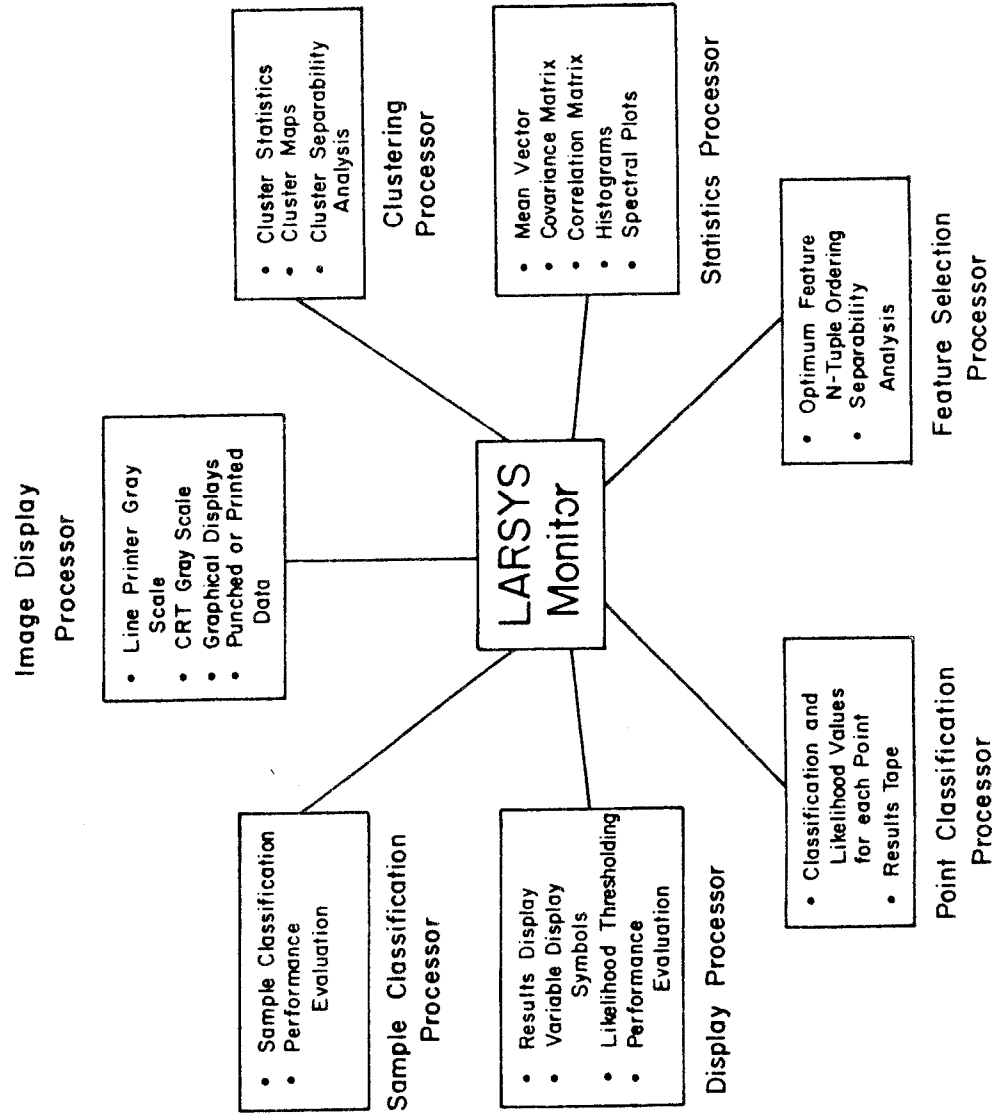 Image Display
Processor
• Line Printer Gray
Scale
• CRT Gray Scale
• Graphical Displays
• Punched or Printed
Data
• Sample Classification
• Performance
Evaluation
Sample Classification
Processor
• Cluster Statistics
• Cluster Maps
• Cluster Separability
Analysis
Clustering
Processor
LARSYS
Monitor
• Results Display
• Variable Display
Symbols
• Likelihood Thresholding
• Performance
Evaluation
Display Processor
• Mean Vector
• Covariance Matrix
• Correlation Matrix
• Histograms
• Spectral Plots
Statistics Processor
• Classification and
Likelihood Values
for each Point
• Results Tape
Point Classification
Processor
• Optimum Feature
N-Tuple Ordering
• Separability
Analysis
Feature Selection
Processor